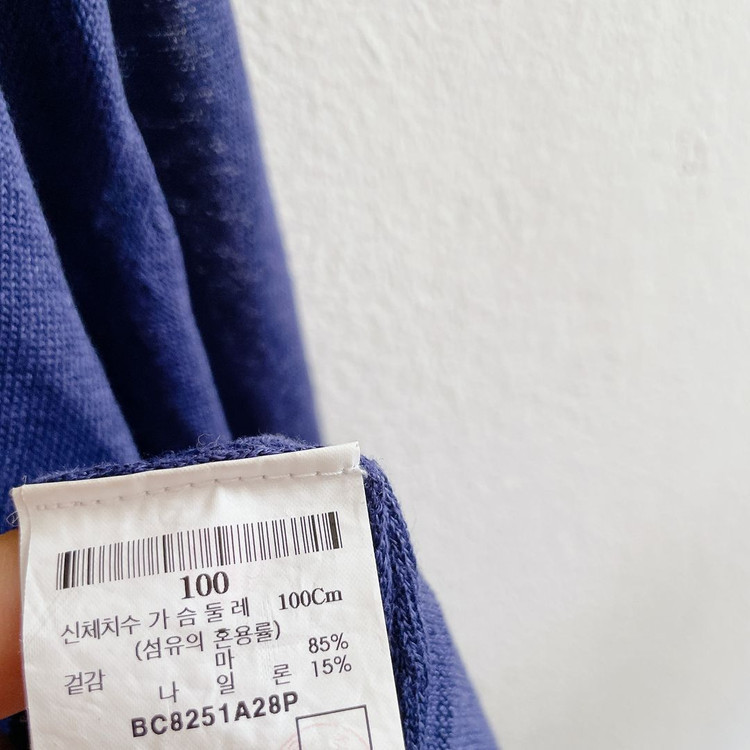 100
신체치수 가 슴 둘 레 100Cm
(섬유의 혼용률)
겉감 마 85%
나 일 론 15%
BC8251A28P